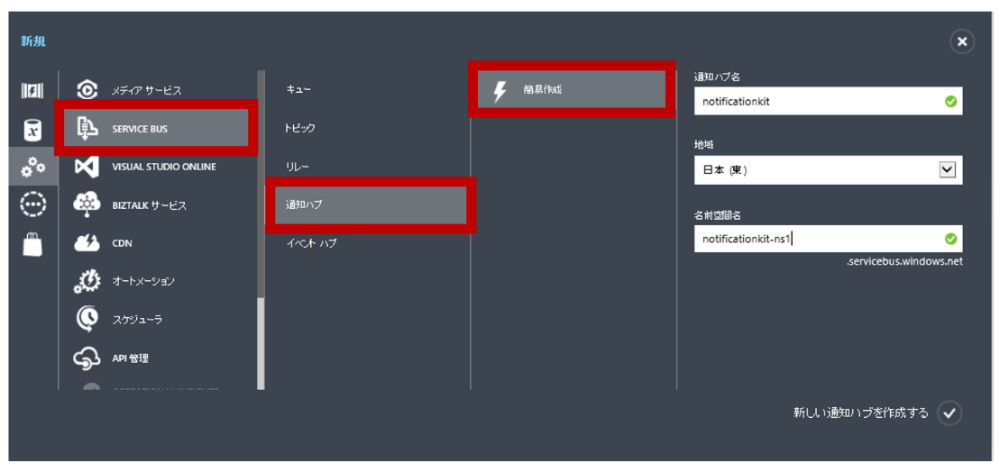 新規
メディア サービス
SERVICE BUS
VISUAL STUDIO ONLINE
BIZTALK サービス
CDN
オートメーション
スケジューラ
API 管理
キュー
トピック
リレー
通知ハブ
イベント ハブ
簡易作成
通知ハブ名
notificationkit
地域
日本 (東)
名前空間名
notificationkit-ns1
.servicebus.windows.net
新しい通知ハブを作成する